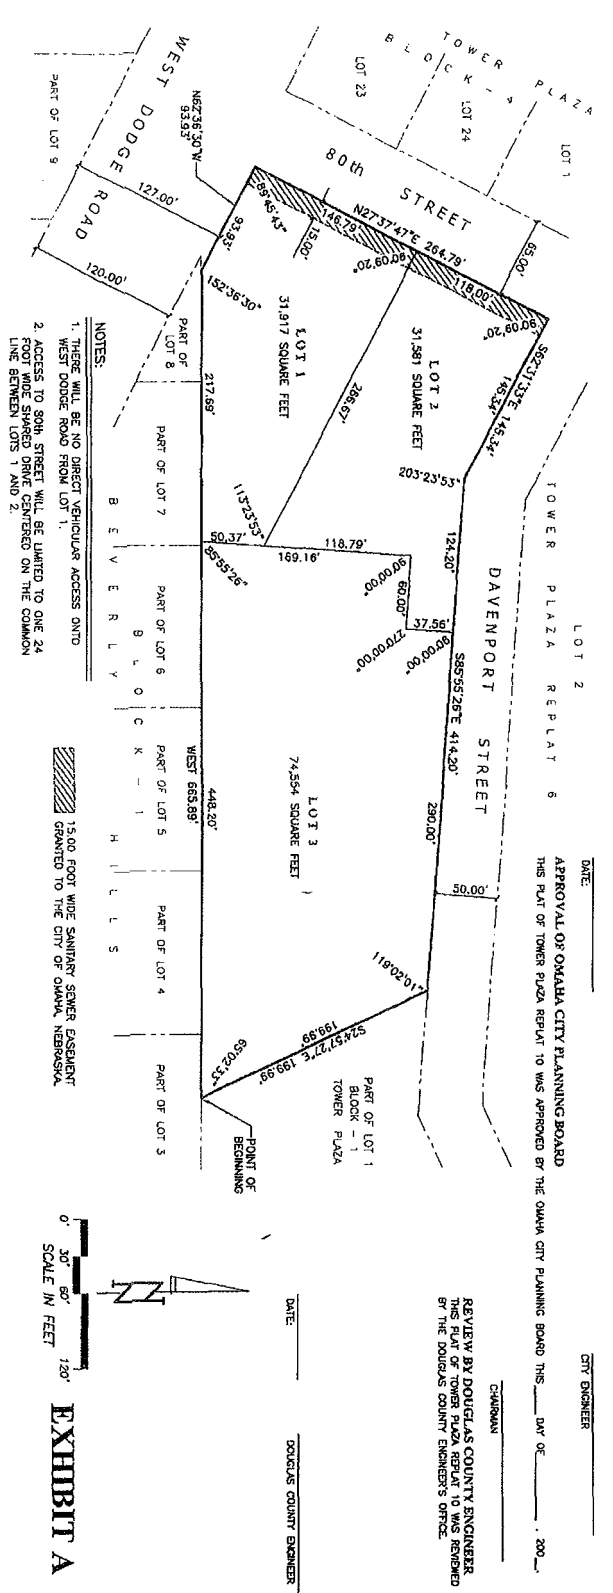 DATE:
CITY ENGINEER
APPROVAL OF OMAHA CITY PLANNING BOARD
THIS PLAT OF TOWER PLAZA REPLAT 10 WAS APPROVED BY THE OMAHA CITY PLANNING BOARD THIS ____ DAY OF ________, 200__.
CHAIRMAN
REVIEW BY DOUGLAS COUNTY ENGINEER
THIS PLAT OF TOWER PLAZA REPLAT 10 WAS REVIEWED
BY THE DOUGLAS COUNTY ENGINEER'S OFFICE.
DATE:
DOUGLAS COUNTY ENGINEER
TOWER PLAZA
BLOCK - 4
LOT 23
LOT 24
LOT 1
80th STREET
65.00'
N27°37'47"E 264.79'
146.79'
118.00'
15.00'
90°09'20"
90°09'20"
89°45'43"
WEST DODGE ROAD
N62°36'30"W
93.93'
93.93'
127.00'
120.00'
PART OF LOT 9
152°36'30"
LOT 1
31,917 SQUARE FEET
LOT 2
31,581 SQUARE FEET
266.67'
S62°31'33"E 145.34'
145.34'
203°23'53"
124.20'
DAVENPORT STREET
LOT 2
TOWER PLAZA REPLAT 6
S85°55'26"E 414.20'
290.00'
50.00'
113°23'53"
50.37'
118.79'
169.16'
85°55'26"
90°00'00"
60.00'
37.56'
270°00'00"
90°00'00"
LOT 3
74,554 SQUARE FEET
119°02'01"
S24°57'27"E 199.99'
199.99'
65°02'33"
PART OF LOT 1
BLOCK - 1
TOWER PLAZA
POINT OF
BEGINNING
217.69'
448.20'
WEST 665.89'
PART OF
LOT 8
PART OF LOT 7
PART OF LOT 6
PART OF LOT 5
PART OF LOT 4
PART OF LOT 3
BLOCK - 1
BEVERLY HILLS
NOTES:
1. THERE WILL BE NO DIRECT VEHICULAR ACCESS ONTO
WEST DODGE ROAD FROM LOT 1.
2. ACCESS TO 80th STREET WILL BE LIMITED TO ONE 24
FOOT WIDE SHARED DRIVE CENTERED ON THE COMMON
LINE BETWEEN LOTS 1 AND 2.
15.00 FOOT WIDE SANITARY SEWER EASEMENT
GRANTED TO THE CITY OF OMAHA, NEBRASKA.
N
0' 30' 60' 120'
SCALE IN FEET
EXHIBIT A